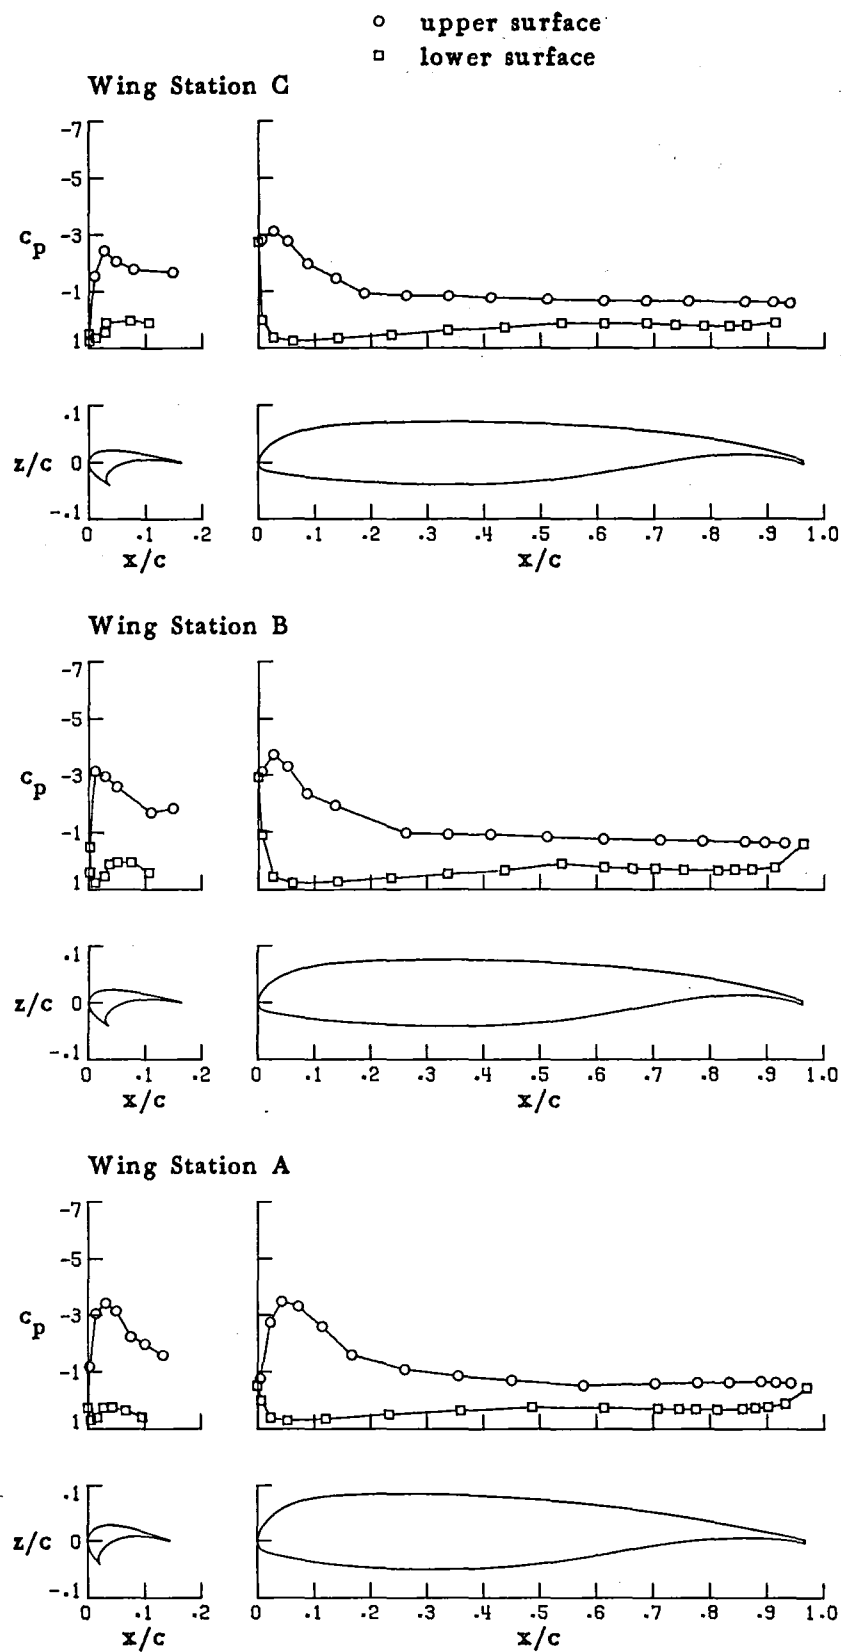 upper surface
lower surface
Wing Station C
-7
-5
-3
-1
1
c_p
.1
0
-.1
z/c
0 .1 .2
x/c
0 .1 .2 .3 .4 .5 .6 .7 .8 .9 1.0
x/c
Wing Station B
-7
-5
-3
-1
1
c_p
.1
0
-.1
z/c
0 .1 .2
x/c
0 .1 .2 .3 .4 .5 .6 .7 .8 .9 1.0
x/c
Wing Station A
-7
-5
-3
-1
1
c_p
.1
0
-.1
z/c
0 .1 .2
x/c
0 .1 .2 .3 .4 .5 .6 .7 .8 .9 1.0
x/c